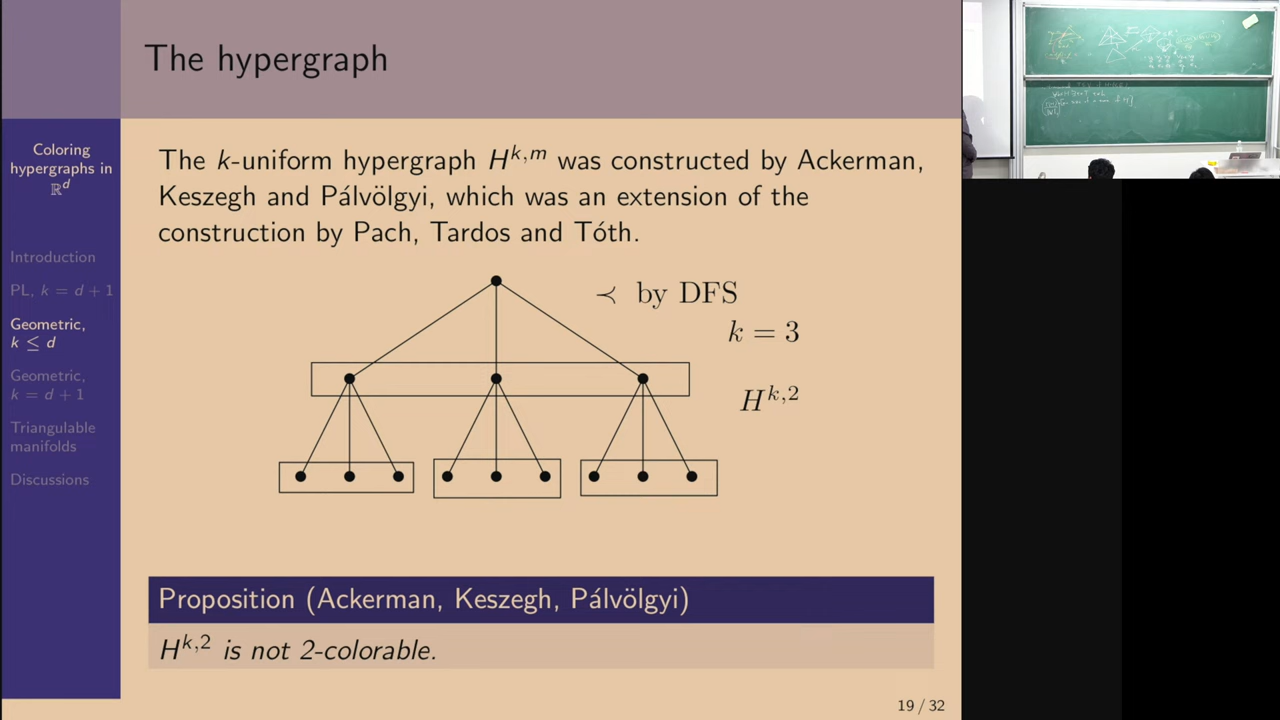 The hypergraph
Coloring
hypergraphs in
ℝ^d
Introduction
PL, k = d + 1
Geometric,
k ≤ d
Geometric,
k = d + 1
Triangulable
manifolds
Discussions
The k-uniform hypergraph H^{k,m} was constructed by Ackerman,
Keszegh and Pálvölgyi, which was an extension of the
construction by Pach, Tardos and Tóth.
≺ by DFS
k = 3
H^{k,2}
Proposition (Ackerman, Keszegh, Pálvölgyi)
H^{k,2} is not 2-colorable.
19 / 32